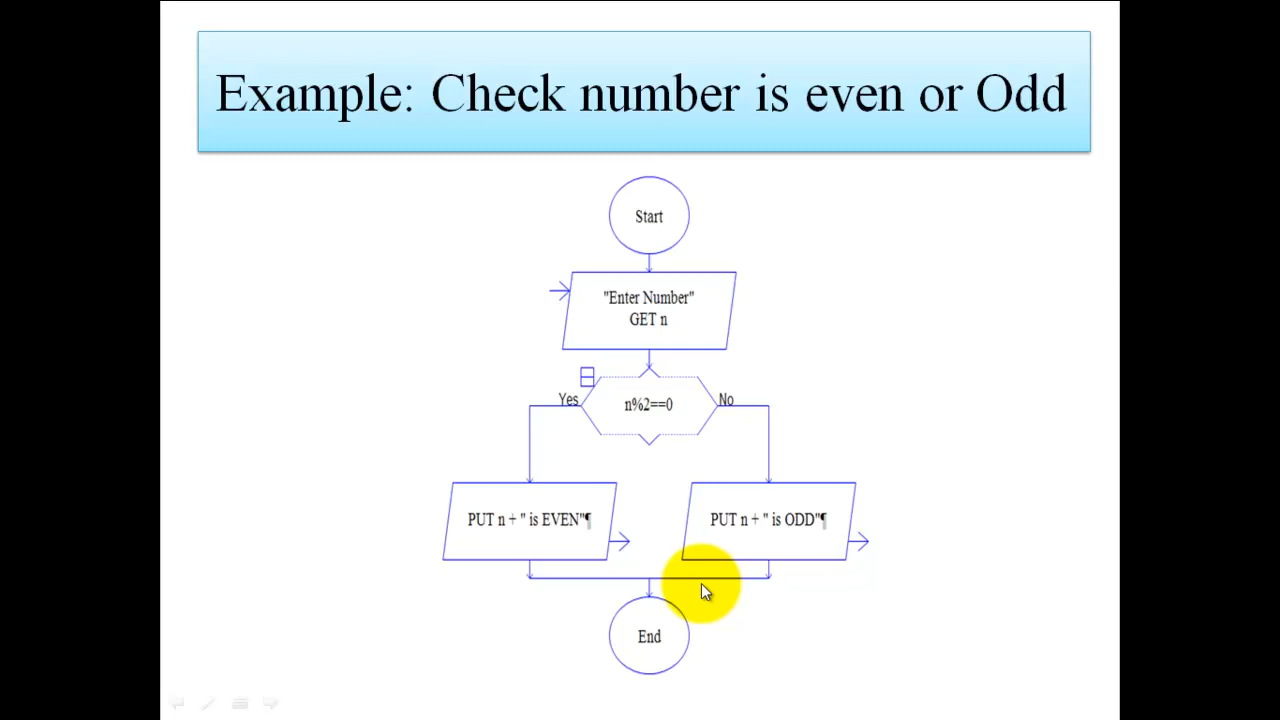 Example: Check number is even or Odd
Start
"Enter Number"
GET n
Yes
n%2==0
No
PUT n + " is EVEN"¶
PUT n + " is ODD"¶
End